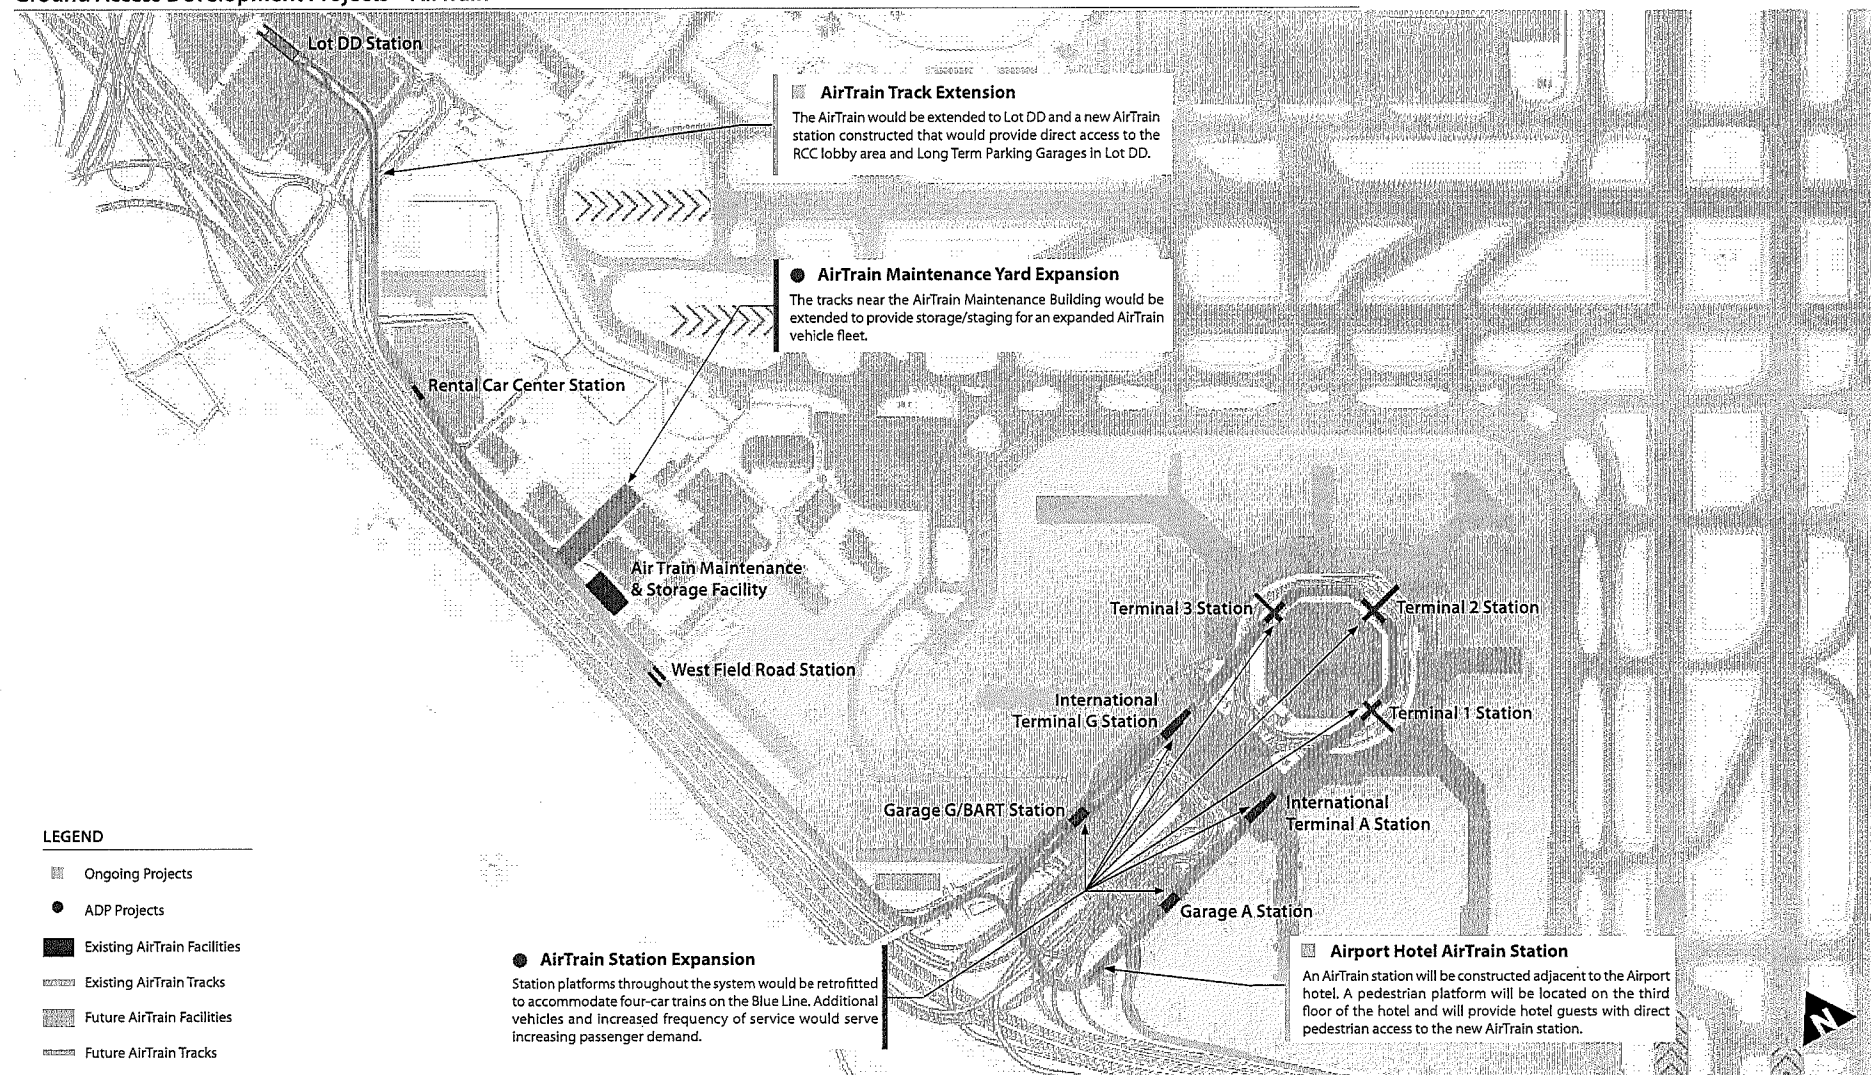 Ground Access Development Projects – AirTrain
Lot DD Station
AirTrain Track Extension
The AirTrain would be extended to Lot DD and a new AirTrain
station constructed that would provide direct access to the
RCC lobby area and Long Term Parking Garages in Lot DD.
AirTrain Maintenance Yard Expansion
The tracks near the AirTrain Maintenance Building would be
extended to provide storage/staging for an expanded AirTrain
vehicle fleet.
Rental Car Center Station
Air Train Maintenance
& Storage Facility
Terminal 3 Station
Terminal 2 Station
West Field Road Station
International
Terminal G Station
Terminal 1 Station
Garage G/BART Station
International
Terminal A Station
Garage A Station
LEGEND
Ongoing Projects
ADP Projects
Existing AirTrain Facilities
Existing AirTrain Tracks
Future AirTrain Facilities
Future AirTrain Tracks
AirTrain Station Expansion
Station platforms throughout the system would be retrofitted
to accommodate four-car trains on the Blue Line. Additional
vehicles and increased frequency of service would serve
increasing passenger demand.
Airport Hotel AirTrain Station
An AirTrain station will be constructed adjacent to the Airport
hotel. A pedestrian platform will be located on the third
floor of the hotel and will provide hotel guests with direct
pedestrian access to the new AirTrain station.
N